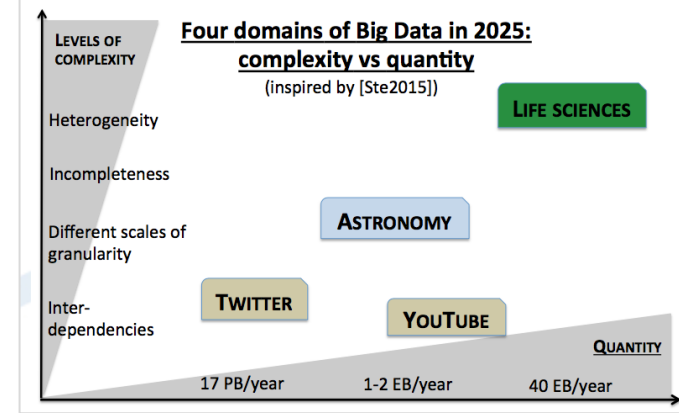 Four domains of Big Data in 2025:
complexity vs quantity
(inspired by [Ste2015])
LEVELS OF
COMPLEXITY
Heterogeneity
Incompleteness
Different scales of
granularity
Inter-
dependencies
LIFE SCIENCES
ASTRONOMY
TWITTER
YOUTUBE
QUANTITY
17 PB/year
1-2 EB/year
40 EB/year